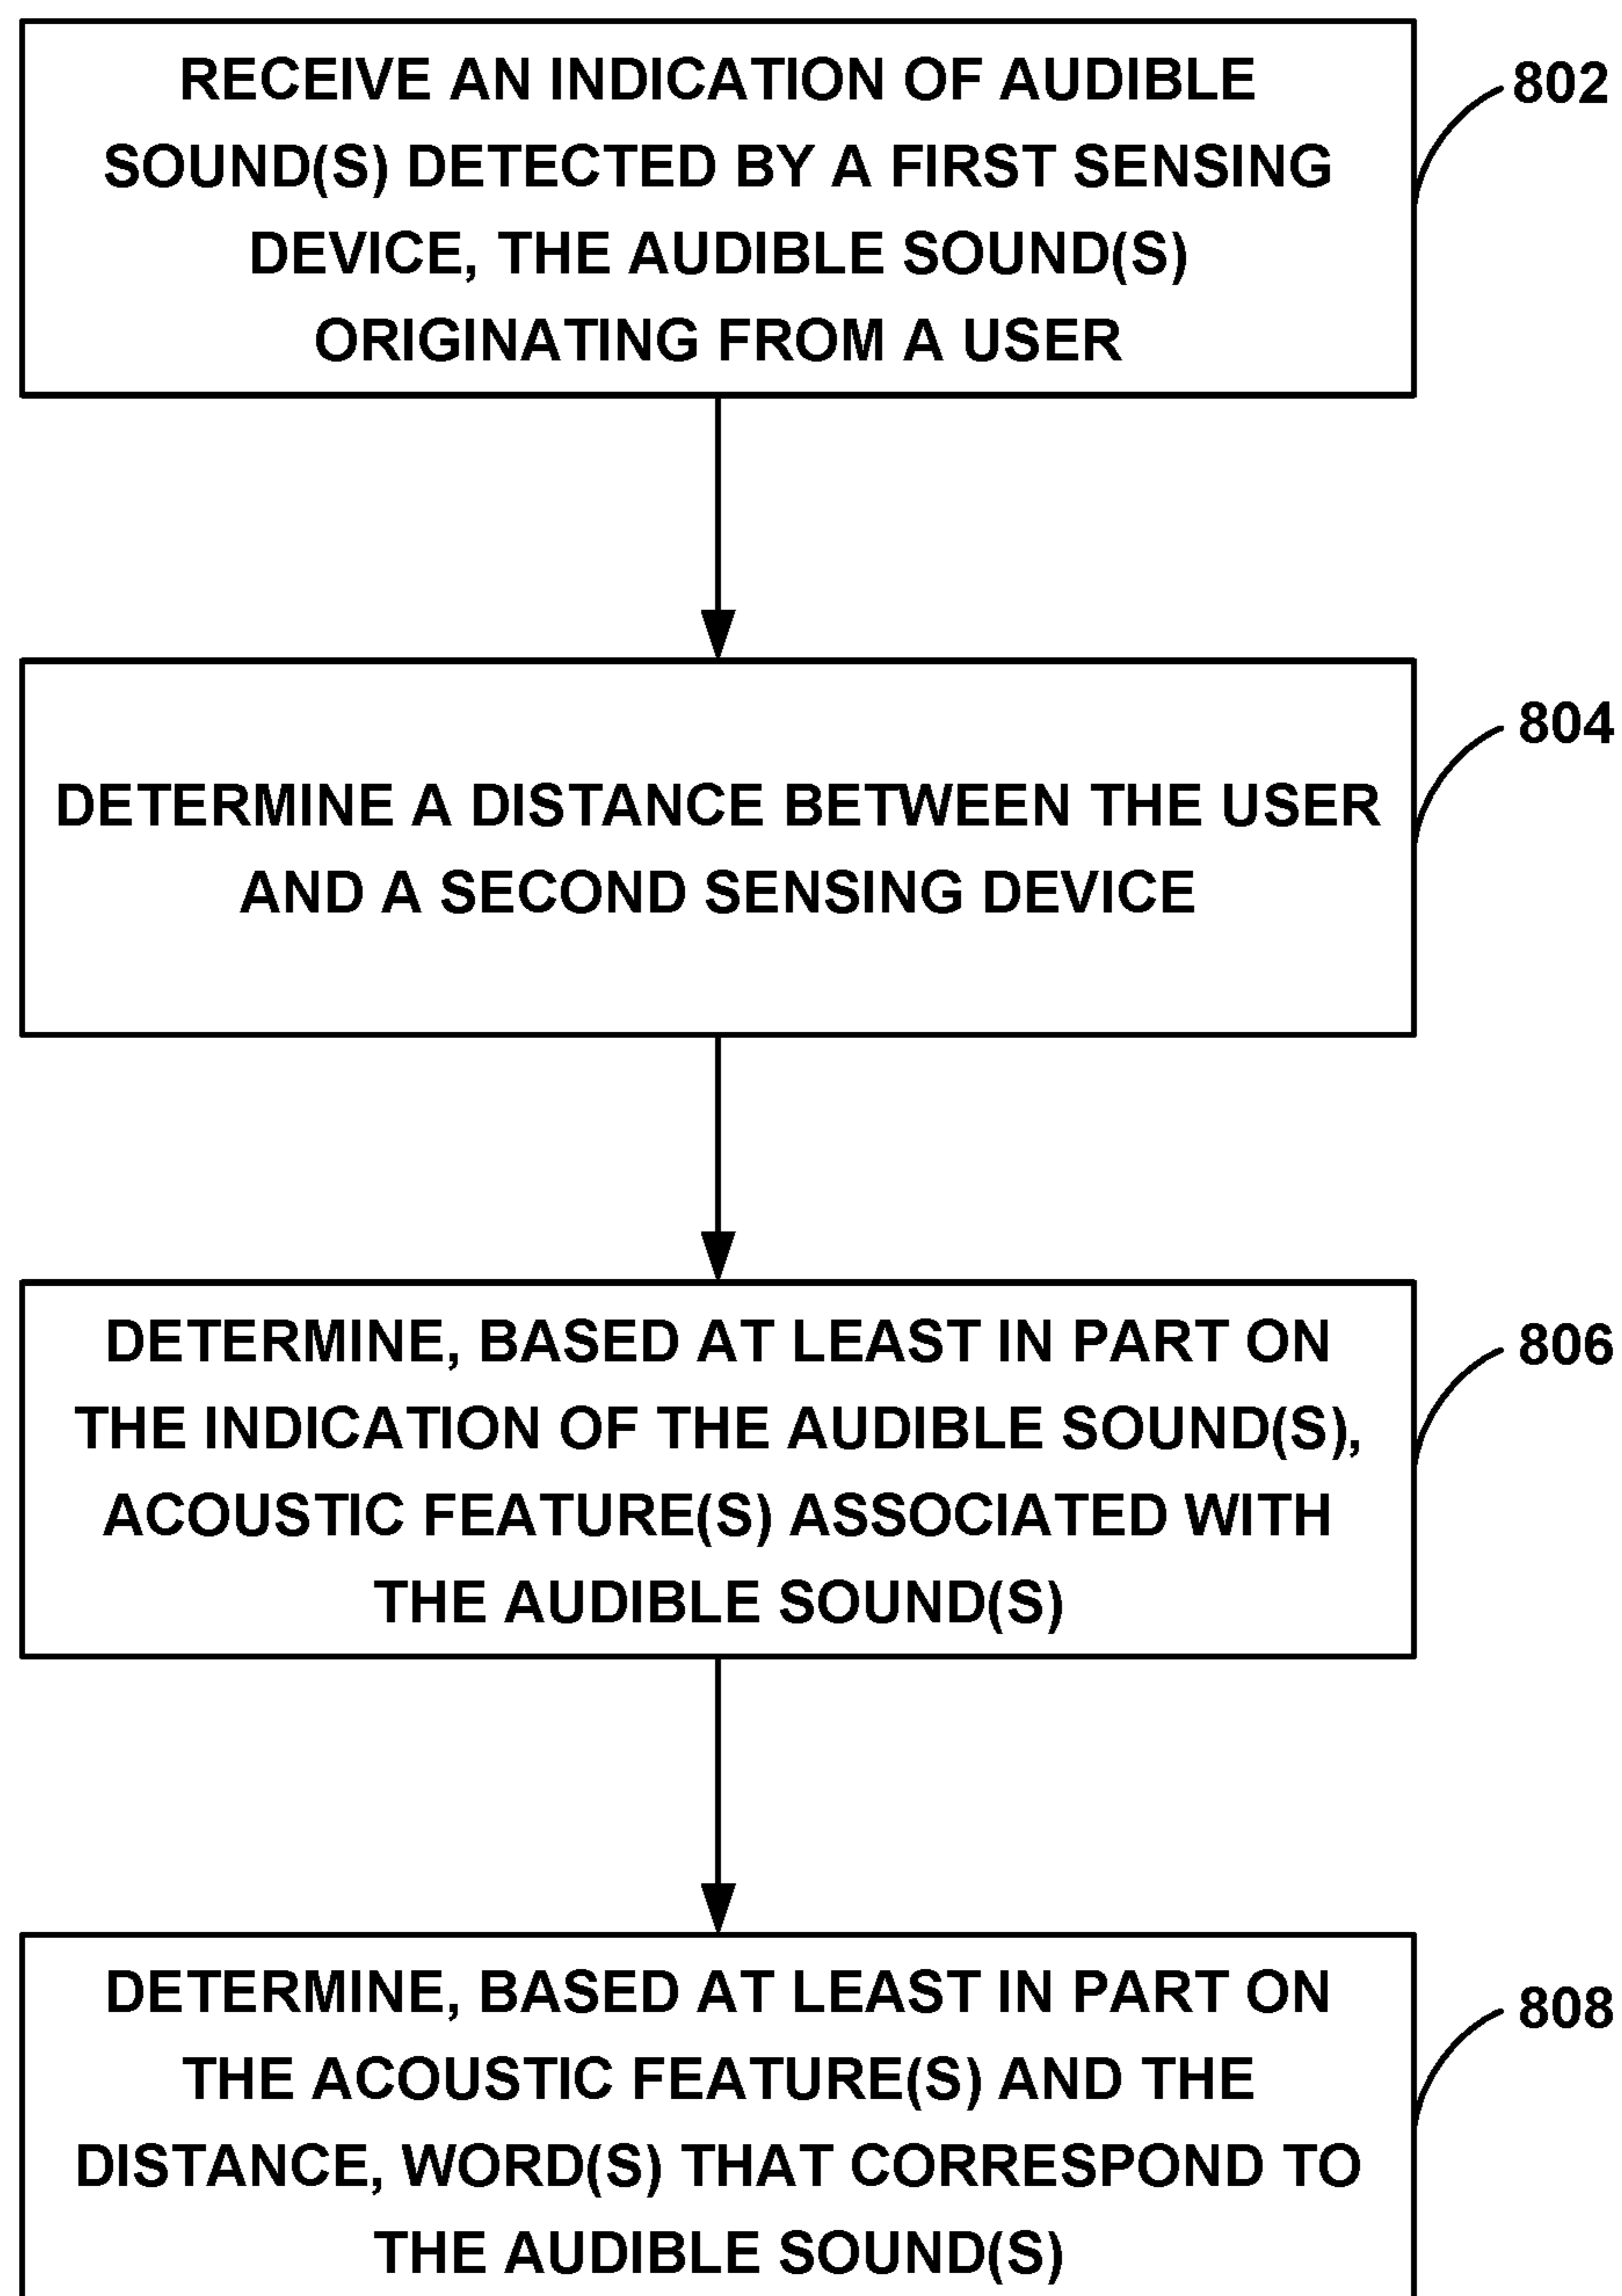 RECEIVE AN INDICATION OF AUDIBLE
SOUND(S) DETECTED BY A FIRST SENSING
DEVICE, THE AUDIBLE SOUND(S)
ORIGINATING FROM A USER
802
DETERMINE A DISTANCE BETWEEN THE USER
AND A SECOND SENSING DEVICE
804
DETERMINE, BASED AT LEAST IN PART ON
THE INDICATION OF THE AUDIBLE SOUND(S),
ACOUSTIC FEATURE(S) ASSOCIATED WITH
THE AUDIBLE SOUND(S)
806
DETERMINE, BASED AT LEAST IN PART ON
THE ACOUSTIC FEATURE(S) AND THE
DISTANCE, WORD(S) THAT CORRESPOND TO
THE AUDIBLE SOUND(S)
808